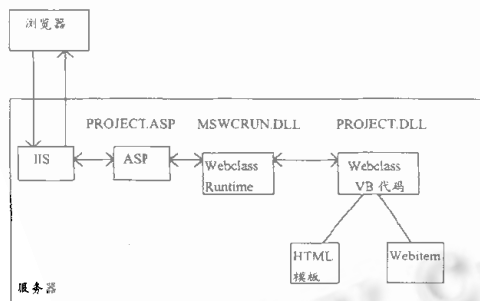 浏览器
PROJECT.ASP MSWCRUN.DLL PROJECT.DLL
IIS
ASP
Webclass
Runtime
Webclass
VB 代码
HTML
模板
Webitem
服务器